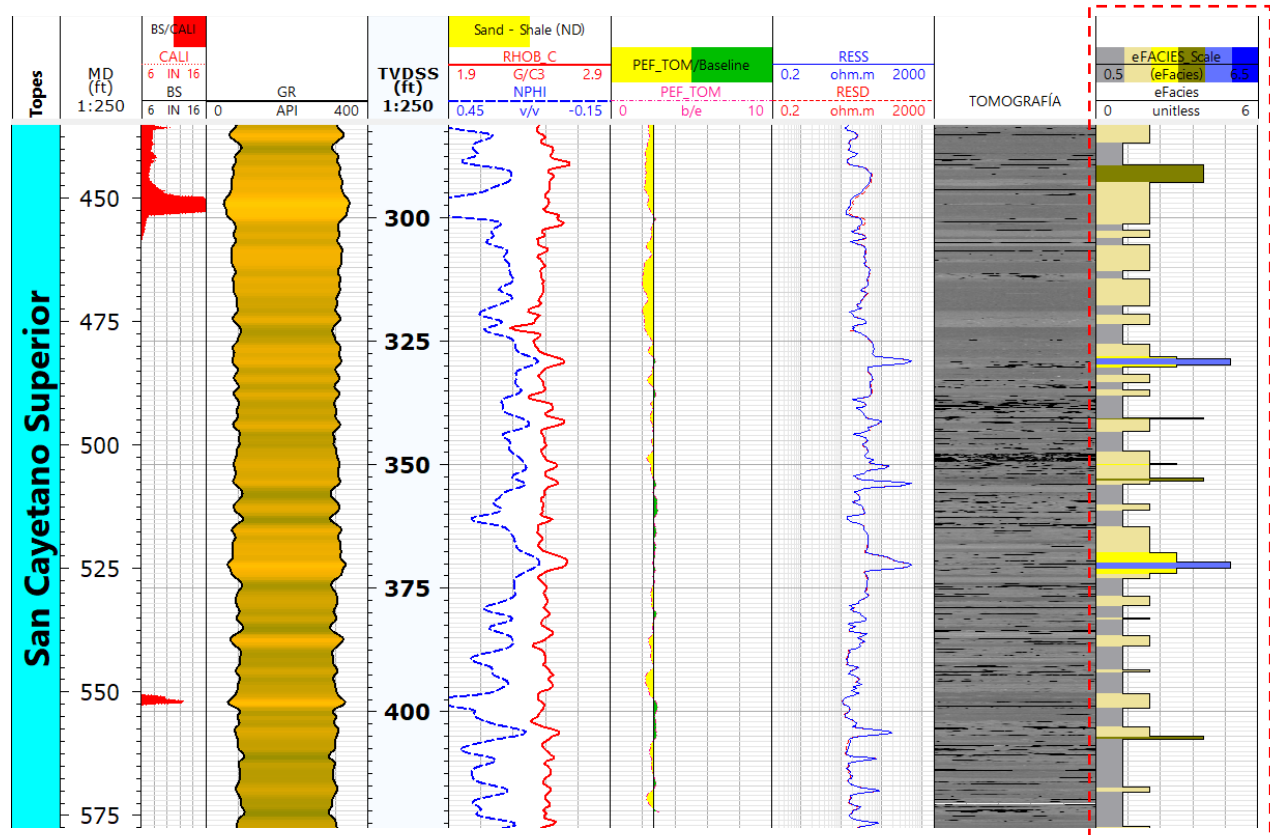 Topes
MD
(ft)
1:250
BS/CALI
CALI
6 IN 16
BS
6 IN 16
GR
0 API 400
TVDSS
(ft)
1:250
Sand - Shale (ND)
RHOB_C
1.9 G/C3 2.9
NPHI
0.45 v/v -0.15
PEF_TOM/Baseline
PEF_TOM
0 b/e 10
RESS
0.2 ohm.m 2000
RESD
0.2 ohm.m 2000
TOMOGRAFÍA
eFACIES_Scale
0.5 (eFacies) 6.5
eFacies
0 unitless 6
San Cayetano Superior
450
475
500
525
550
575
300
325
350
375
400